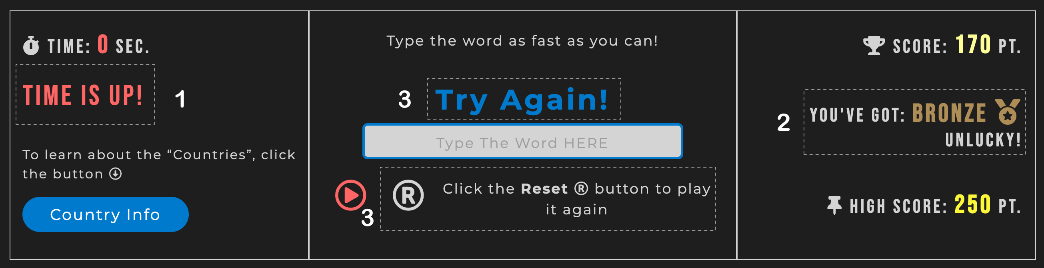 TIME: 0 SEC.
TIME IS UP!
1
To learn about the “Countries”, click
the button
Country Info
Type the word as fast as you can!
3
Try Again!
Type The Word HERE
3
®
Click the Reset ® button to play
it again
SCORE: 170 PT.
2
YOU'VE GOT: BRONZE
UNLUCKY!
HIGH SCORE: 250 PT.